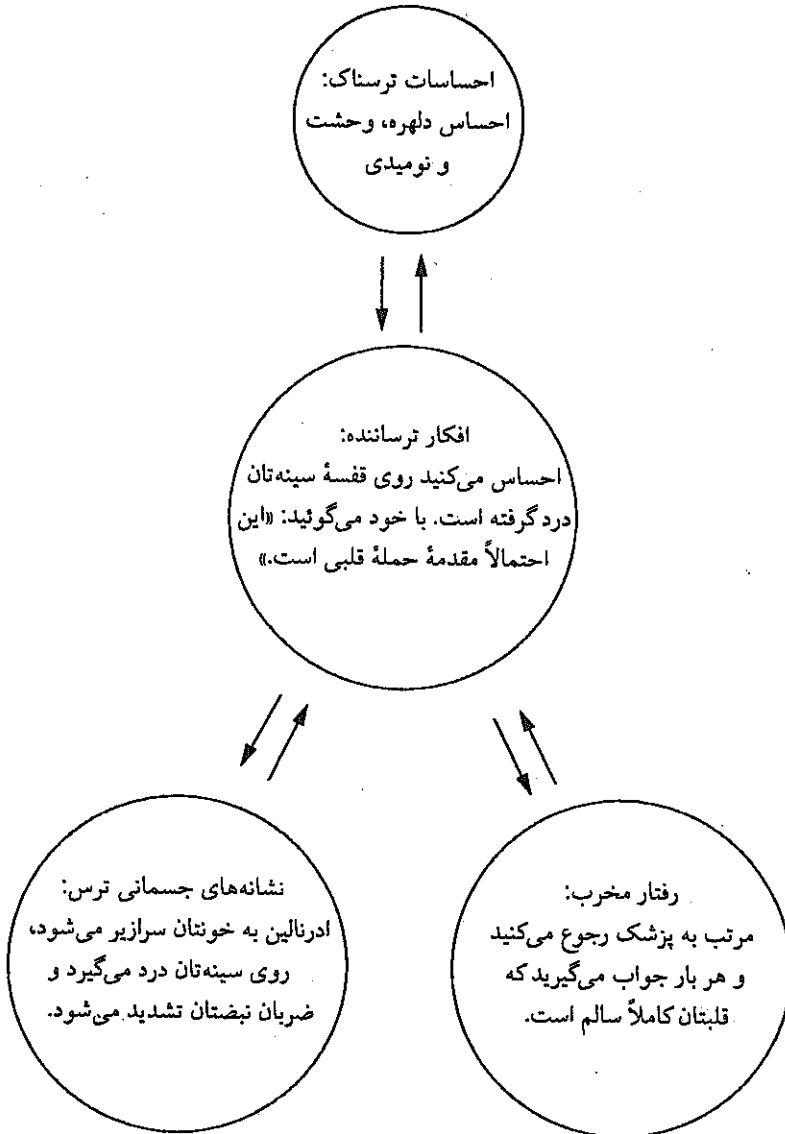 احساسات ترسناک:
احساس دلهره، وحشت
و نومیدی
افکار ترساننده:
احساس می‌کنید روی قفسهٔ سینه‌تان
درد گرفته است. با خود می‌گوئید: «این
احتمالاً مقدمهٔ حملهٔ قلبی است.»
نشانه‌های جسمانی ترس:
ادرنالین به خونتان سرازیر می‌شود،
روی سینه‌تان درد می‌گیرد و
ضربان نبضتان تشدید می‌شود.
رفتار مخرب:
مرتب به پزشک رجوع می‌کنید
و هر بار جواب می‌گیرید که
قلبتان کاملاً سالم است.